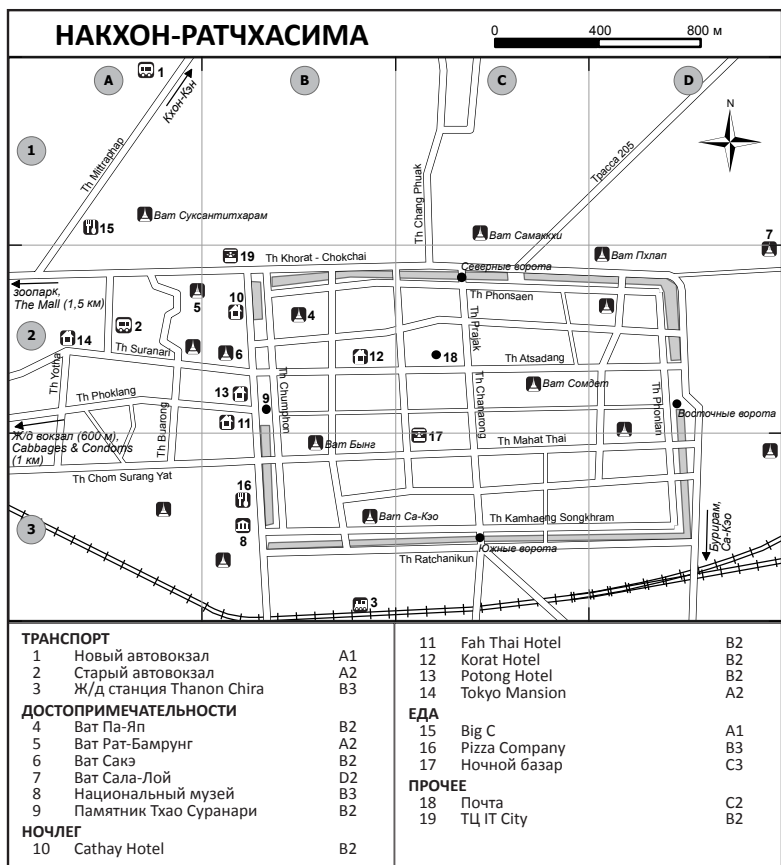 НАКХОН-РАТЧХАСИМА
0 400 800 м
A B C D
1
Кхон-Кэн
N
1
Th Mittraphap
Th Chang Phuak
Трасса 205
Ват Суксантитхарам
15
Ват Самаккхи
7
19
Th Khorat - Chokchai
Ват Пхлап
Северные ворота
зоопарк,
The Mall (1,5 км)
5
10
Th Phonsaen
4
2
2
14
Th Suranari
6
12
18
Th Prajak
Th Atsadang
Th Yotha
Th Phoklang
13
9
Th Chumphon
Th Chanarong
Ват Сомдет
Th Phonlan
Восточные ворота
Th Buarong
11
17
Ж/д вокзал (600 м),
Cabbages & Condoms
(1 км)
Ват Бынг
Th Mahat Thai
Th Chom Surang Yat
16
3
8
Ват Са-Кэо
Th Kamhaeng Songkhram
Южные ворота
Th Ratchanikun
Бурирам,
Са-Кэо
3
ТРАНСПОРТ
1 Новый автовокзал A1
2 Старый автовокзал A2
3 Ж/д станция Thanon Chira B3
ДОСТОПРИМЕЧАТЕЛЬНОСТИ
4 Ват Па-Яп B2
5 Ват Рат-Бамрунг A2
6 Ват Сакэ B2
7 Ват Сала-Лой D2
8 Национальный музей B3
9 Памятник Тхао Суранари B2
НОЧЛЕГ
10 Cathay Hotel B2
11 Fah Thai Hotel B2
12 Korat Hotel B2
13 Potong Hotel B2
14 Tokyo Mansion A2
ЕДА
15 Big C A1
16 Pizza Company B3
17 Ночной базар C3
ПРОЧЕЕ
18 Почта C2
19 ТЦ IT City B2